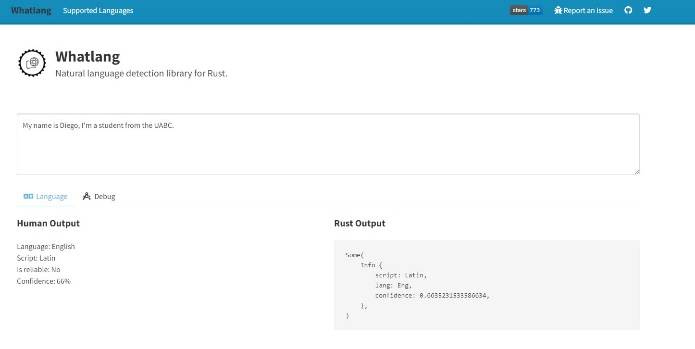 Whatlang Supported Languages stars 773 Report an issue
Whatlang
Natural language detection library for Rust.
My name is Diego, I'm a student from the UABC.
Language Debug
Human Output
Language: English
Script: Latin
Is reliable: No
Confidence: 66%
Rust Output
Some(
    Info {
        script: Latin,
        lang: Eng,
        confidence: 0.6635231533586634,
    },
)